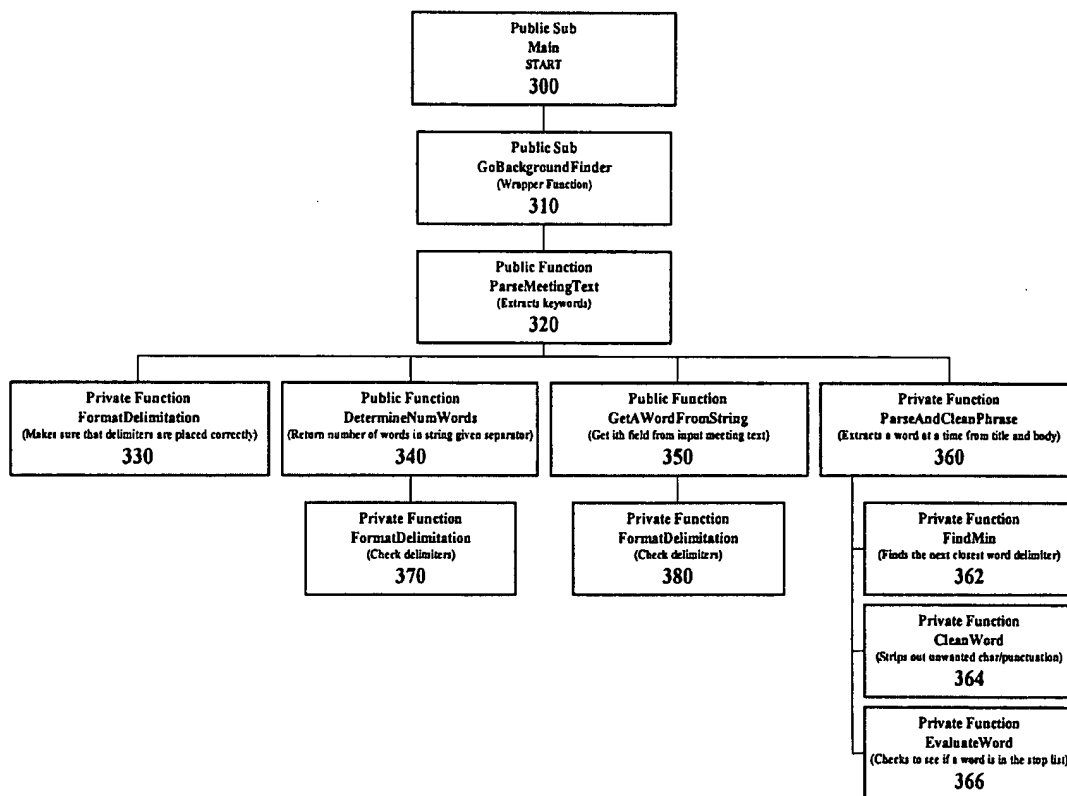 Public Sub
Main
START
300
Public Sub
GoBackgroundFinder
(Wrapper Function)
310
Public Function
ParseMeetingText
(Extracts keywords)
320
Private Function
FormatDelimitation
(Makes sure that delimiters are placed correctly)
330
Public Function
DetermineNumWords
(Return number of words in string given separator)
340
Public Function
GetAWordFromString
(Get ith field from input meeting text)
350
Private Function
ParseAndCleanPhrase
(Extracts a word at a time from title and body)
360
Private Function
FormatDelimitation
(Check delimiters)
370
Private Function
FormatDelimitation
(Check delimiters)
380
Private Function
FindMin
(Finds the next closest word delimiter)
362
Private Function
CleanWord
(Strips out unwanted char/punctuation)
364
Private Function
EvaluateWord
(Checks to see if a word is in the stop list)
366